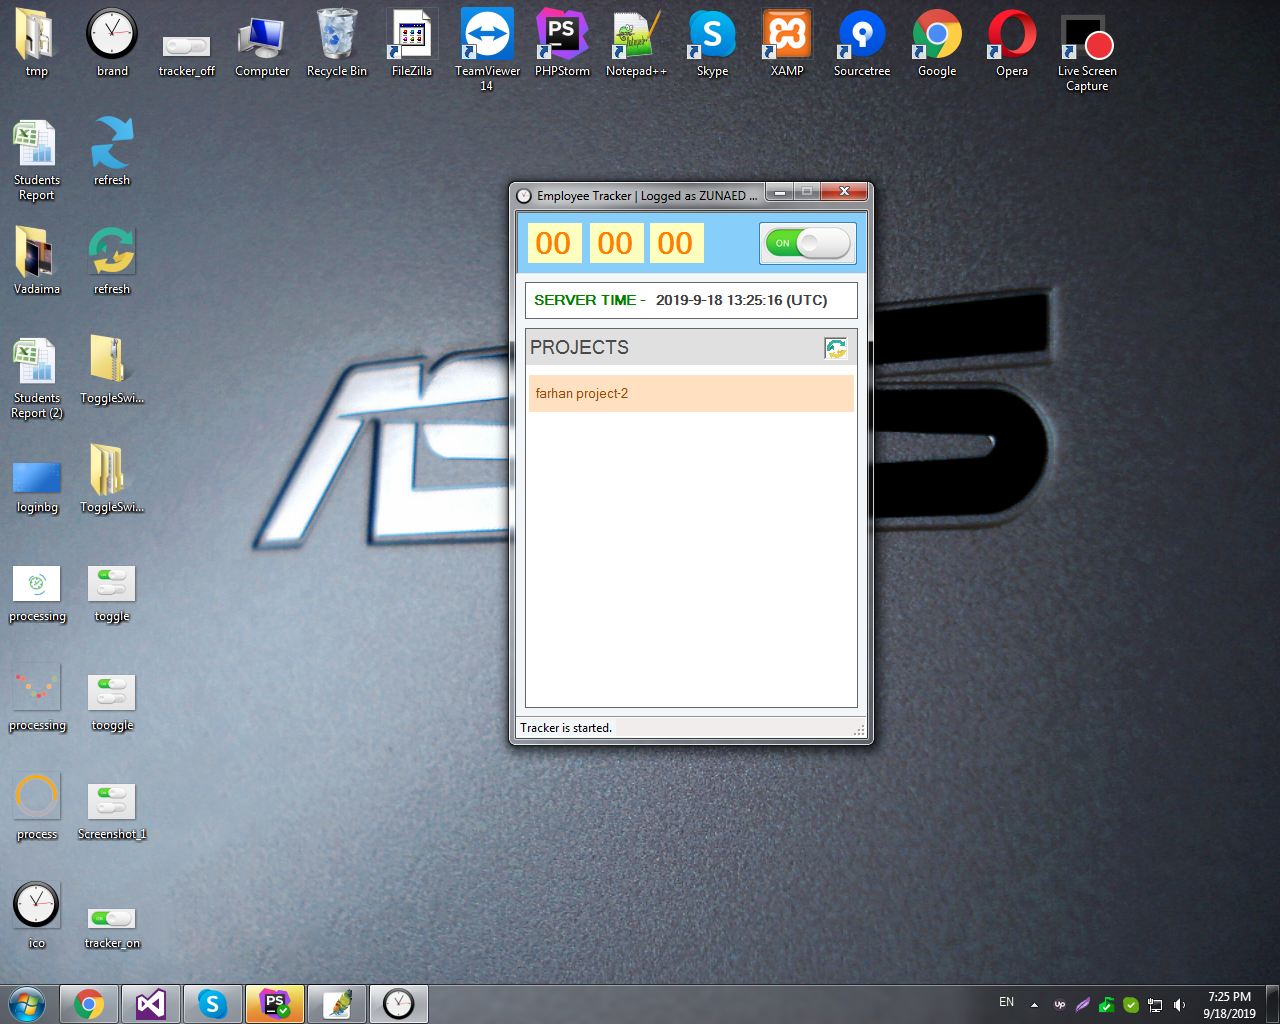 tmp
brand
tracker_off
Computer
Recycle Bin
FileZilla
TeamViewer
14
PHPStorm
Notepad++
Skype
XAMP
Sourcetree
Google
Opera
Live Screen
Capture
Students
Report
refresh
Vadaima
refresh
Students
Report (2)
ToggleSwi...
loginbg
ToggleSwi...
processing
toggle
processing
tooggle
process
Screenshot_1
ico
tracker_on
Employee Tracker | Logged as ZUNAED ...
00 00 00
ON
SERVER TIME - 2019-9-18 13:25:16 (UTC)
PROJECTS
farhan project-2
Tracker is started.
EN
up
7:25 PM
9/18/2019